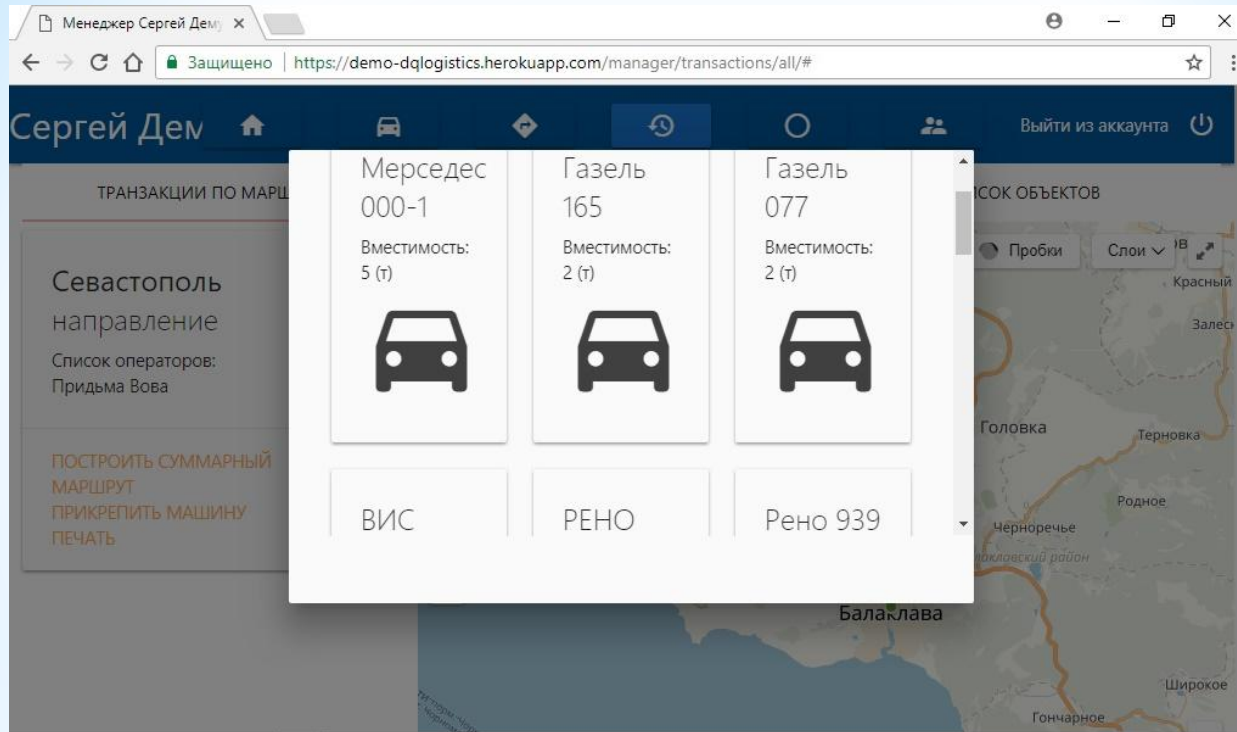 Менеджер Сергей Дем
Защищено | https://demo-dqlogistics.herokuapp.com/manager/transactions/all/#
Сергей Дем
Выйти из аккаунта
ТРАНЗАКЦИИ ПО МАРШ
СОК ОБЪЕКТОВ
Севастополь
направление
Список операторов:
Придьма Вова
ПОСТРОИТЬ СУММАРНЫЙ
МАРШРУТ
ПРИКРЕПИТЬ МАШИНУ
ПЕЧАТЬ
Мерседес
000-1
Вместимость:
5 (т)
Газель
165
Вместимость:
2 (т)
Газель
077
Вместимость:
2 (т)
ВИС
РЕНО
Рено 939
Пробки
Слои
Красный
Залес
Головка
Терновка
Родное
Черноречье
район
Балаклава
Широкое
Гончарное